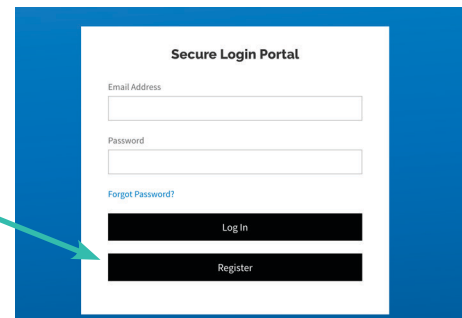 Secure Login Portal
Email Address
Password
Forgot Password?
Log In
Register